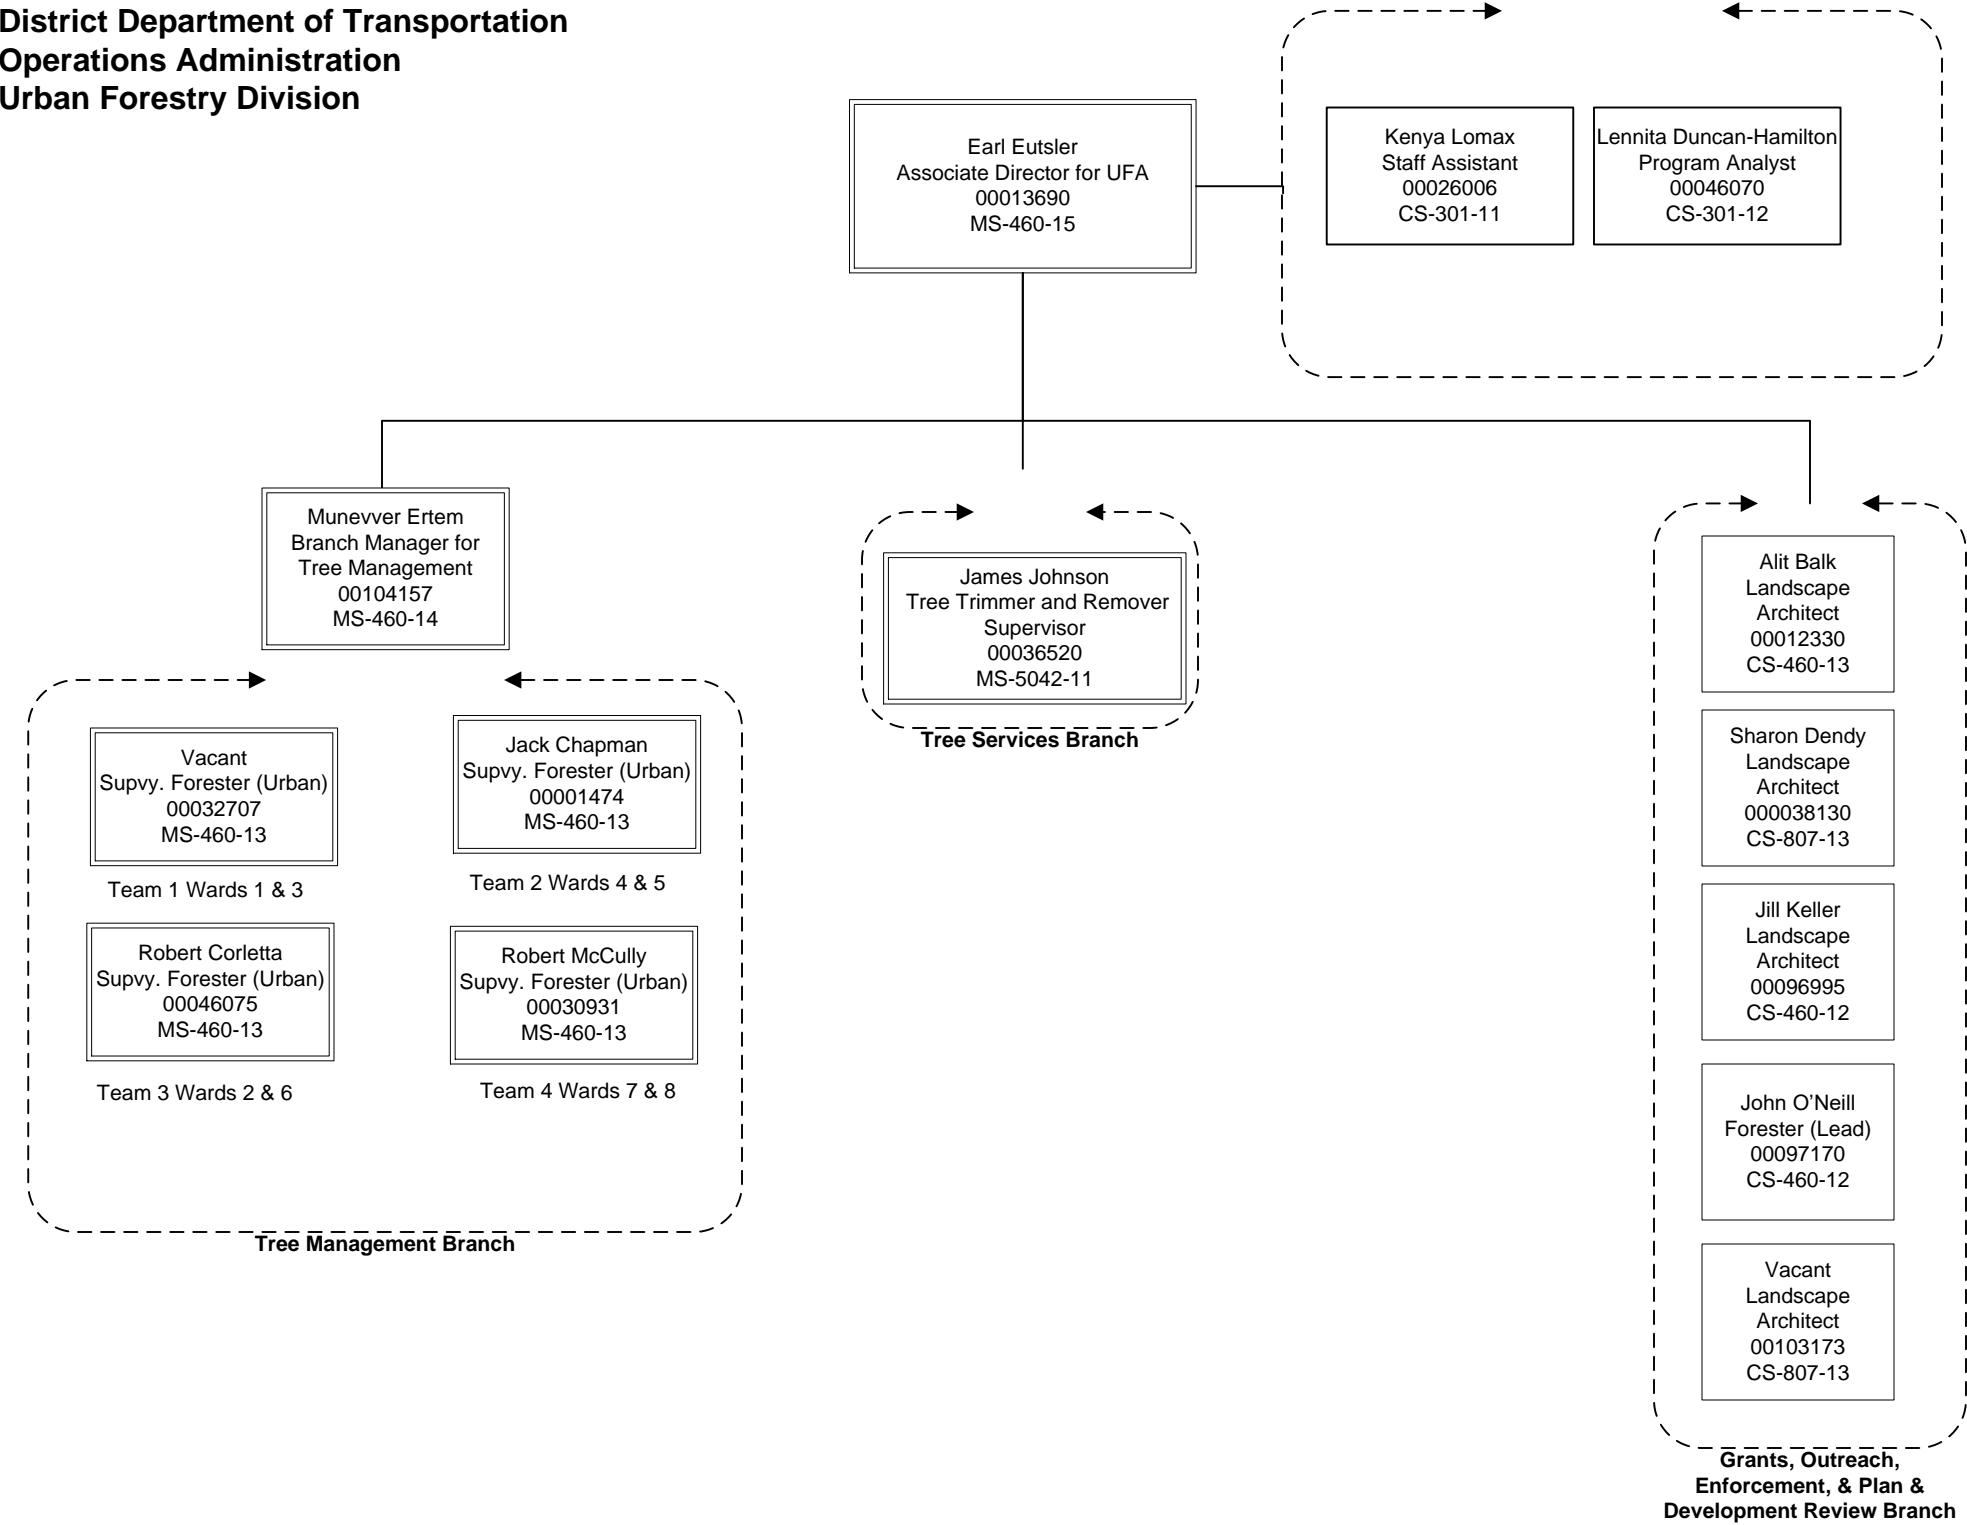 District Department of Transportation
Operations Administration
Urban Forestry Division
Earl Eutsler
Associate Director for UFA
00013690
MS-460-15
Kenya Lomax
Staff Assistant
00026006
CS-301-11
Lennita Duncan-Hamilton
Program Analyst
00046070
CS-301-12
Munevver Ertem
Branch Manager for
Tree Management
00104157
MS-460-14
Vacant
Supvy. Forester (Urban)
00032707
MS-460-13
Team 1 Wards 1 & 3
Jack Chapman
Supvy. Forester (Urban)
00001474
MS-460-13
Team 2 Wards 4 & 5
Robert Corletta
Supvy. Forester (Urban)
00046075
MS-460-13
Team 3 Wards 2 & 6
Robert McCully
Supvy. Forester (Urban)
00030931
MS-460-13
Team 4 Wards 7 & 8
Tree Management Branch
James Johnson
Tree Trimmer and Remover
Supervisor
00036520
MS-5042-11
Tree Services Branch
Alit Balk
Landscape
Architect
00012330
CS-460-13
Sharon Dendy
Landscape
Architect
000038130
CS-807-13
Jill Keller
Landscape
Architect
00096995
CS-460-12
John O’Neill
Forester (Lead)
00097170
CS-460-12
Vacant
Landscape
Architect
00103173
CS-807-13
Grants, Outreach,
Enforcement, & Plan &
Development Review Branch